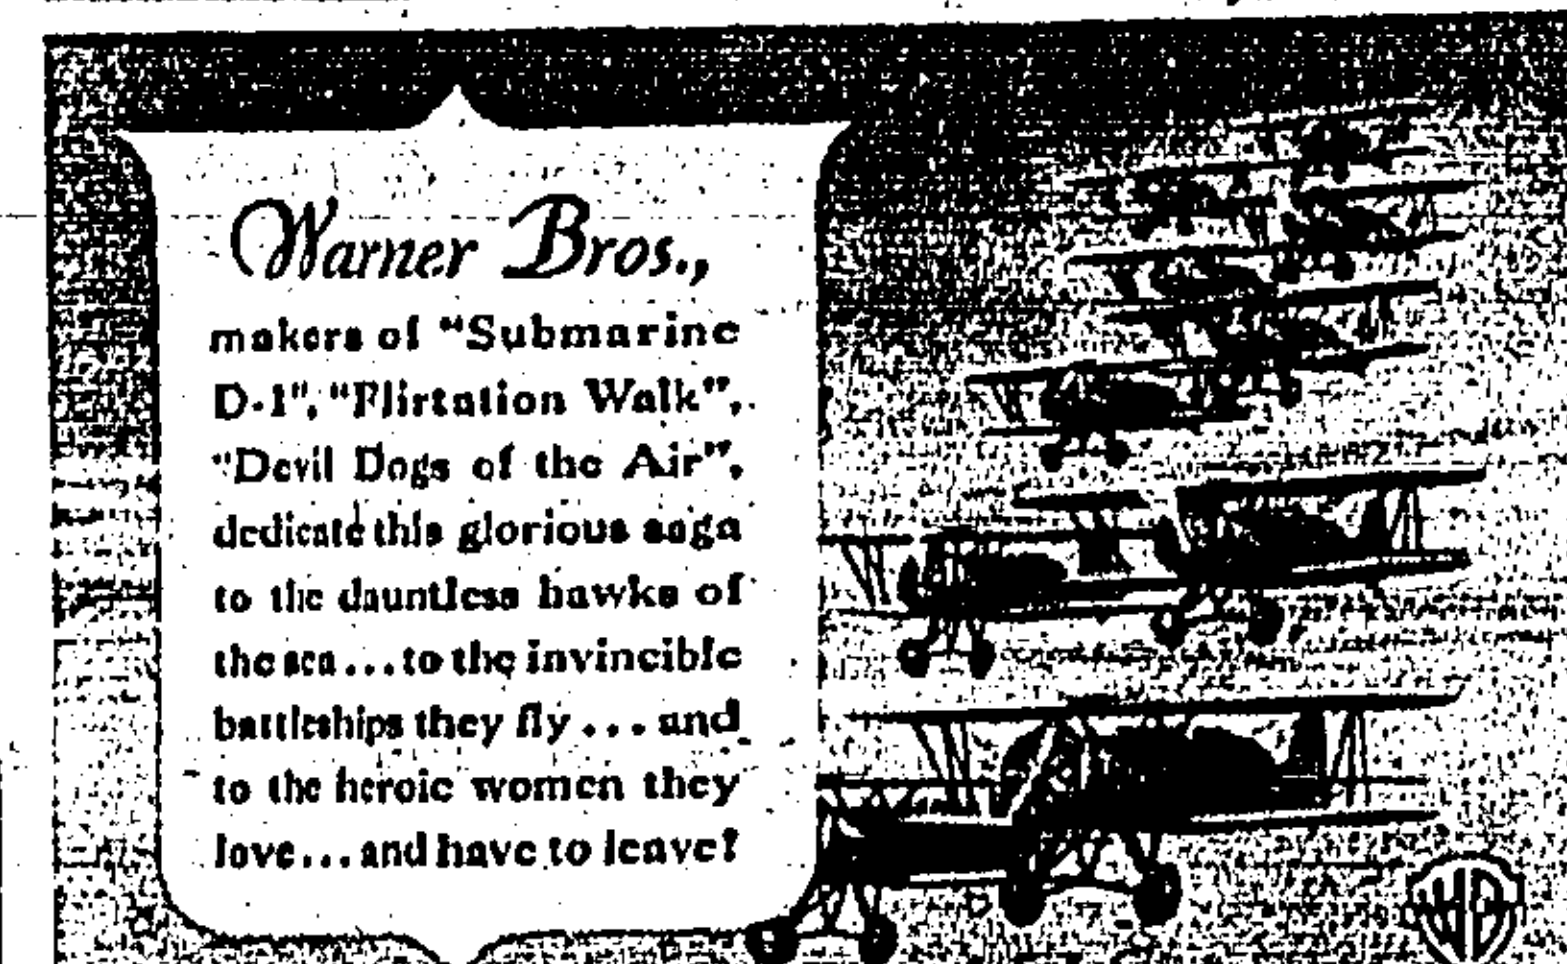 Warner Bros.,
makers of "Submarine
D-1", "Flirtation Walk",
"Devil Dogs of the Air",
dedicate this glorious saga
to the dauntless hawks of
the sea...to the invincible
battleships they fly...and
to the heroic women they
love...and have to leave!
WB